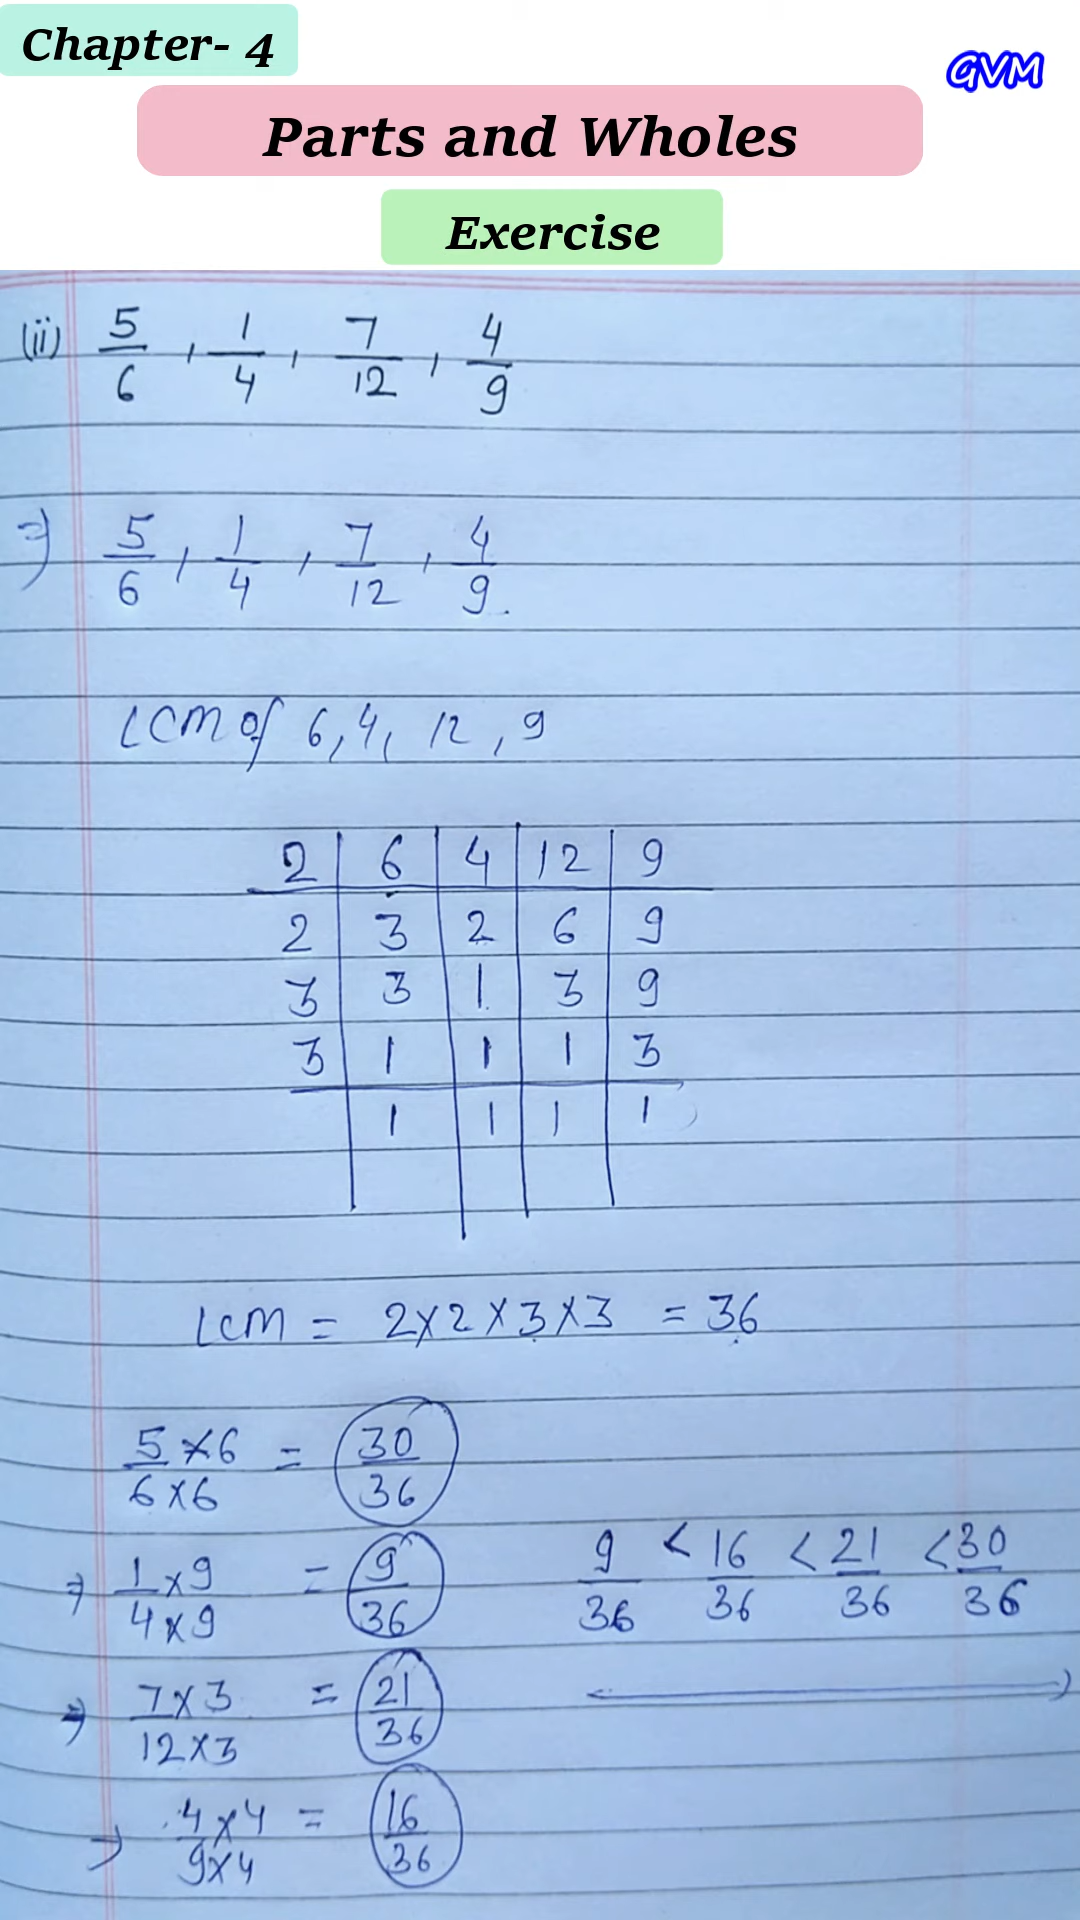 Chapter- 4
GVM
Parts and Wholes
Exercise
(ii) 5/6 , 1/4 , 7/12 , 4/9
⇒ 5/6 , 1/4 , 7/12 , 4/9.
LCM of 6, 4, 12, 9
2 | 6 | 4 | 12 | 9
2 | 3 | 2 | 6 | 9
3 | 3 | 1 | 3 | 9
3 | 1 | 1 | 1 | 3
| 1 | 1 | 1 | 1
LCM = 2×2×3×3 = 36
5×6/6×6 = 30/36
⇒ 1×9/4×9 = 9/36
9/36 < 16/36 < 21/36 < 30/36
⇒ 7×3/12×3 = 21/36
⇒ 4×4/9×4 = 16/36